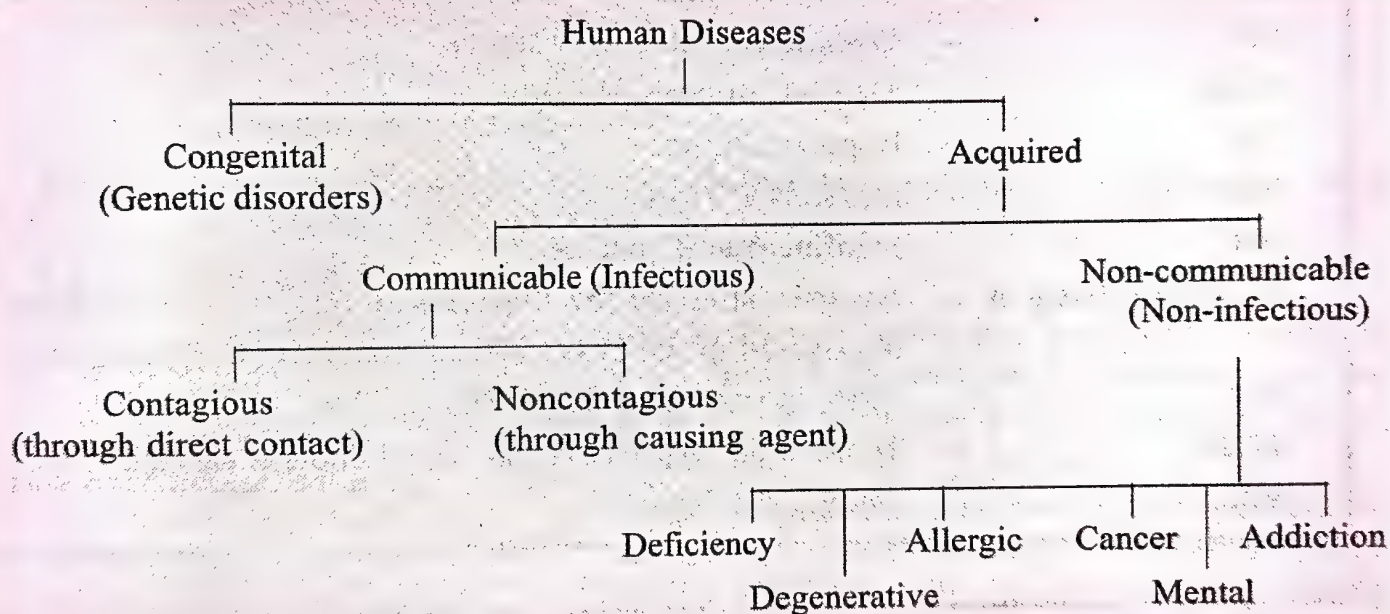 Human Diseases
Congenital
(Genetic disorders)
Acquired
Communicable (Infectious)
Non-communicable
(Non-infectious)
Contagious
(through direct contact)
Noncontagious
(through causing agent)
Deficiency
Degenerative
Allergic
Cancer
Mental
Addiction